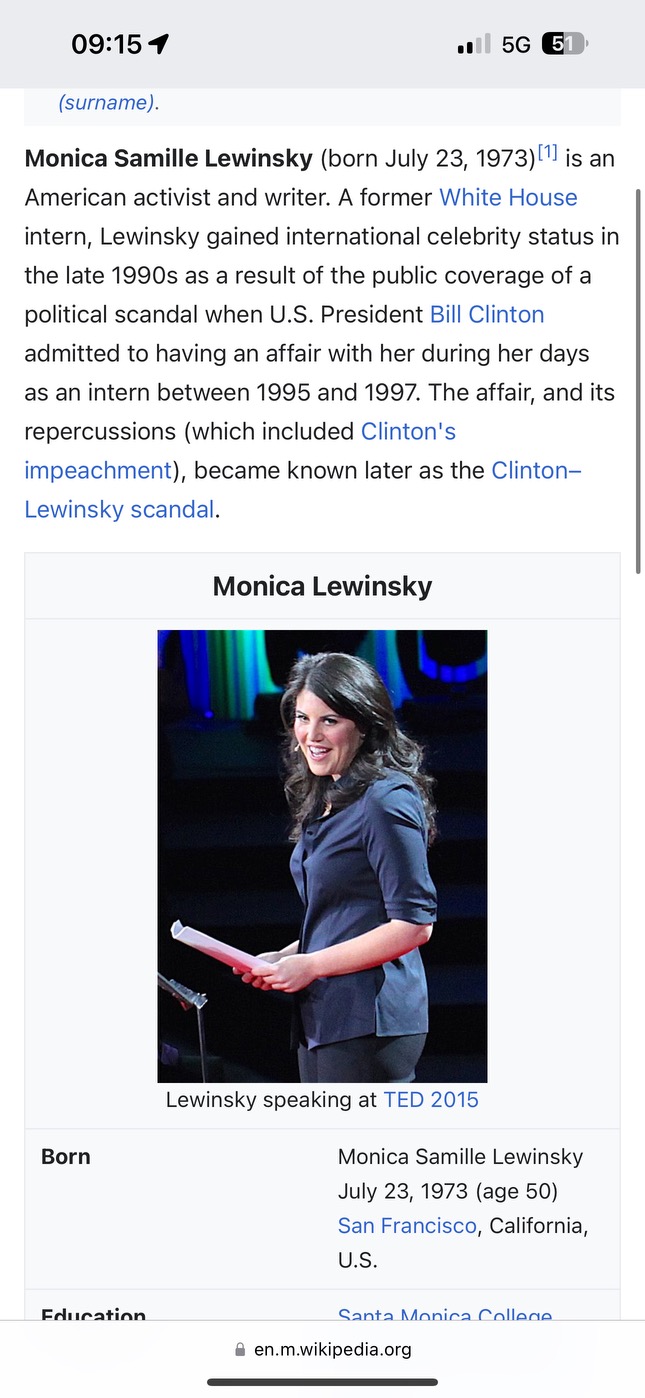 09:15
5G
51
(surname).
Monica Samille Lewinsky (born July 23, 1973)[1] is an
American activist and writer. A former White House
intern, Lewinsky gained international celebrity status in
the late 1990s as a result of the public coverage of a
political scandal when U.S. President Bill Clinton
admitted to having an affair with her during her days
as an intern between 1995 and 1997. The affair, and its
repercussions (which included Clinton's
impeachment), became known later as the Clinton–
Lewinsky scandal.
Monica Lewinsky
Lewinsky speaking at TED 2015
Born
Monica Samille Lewinsky
July 23, 1973 (age 50)
San Francisco, California,
U.S.
Education
Santa Monica College
en.m.wikipedia.org